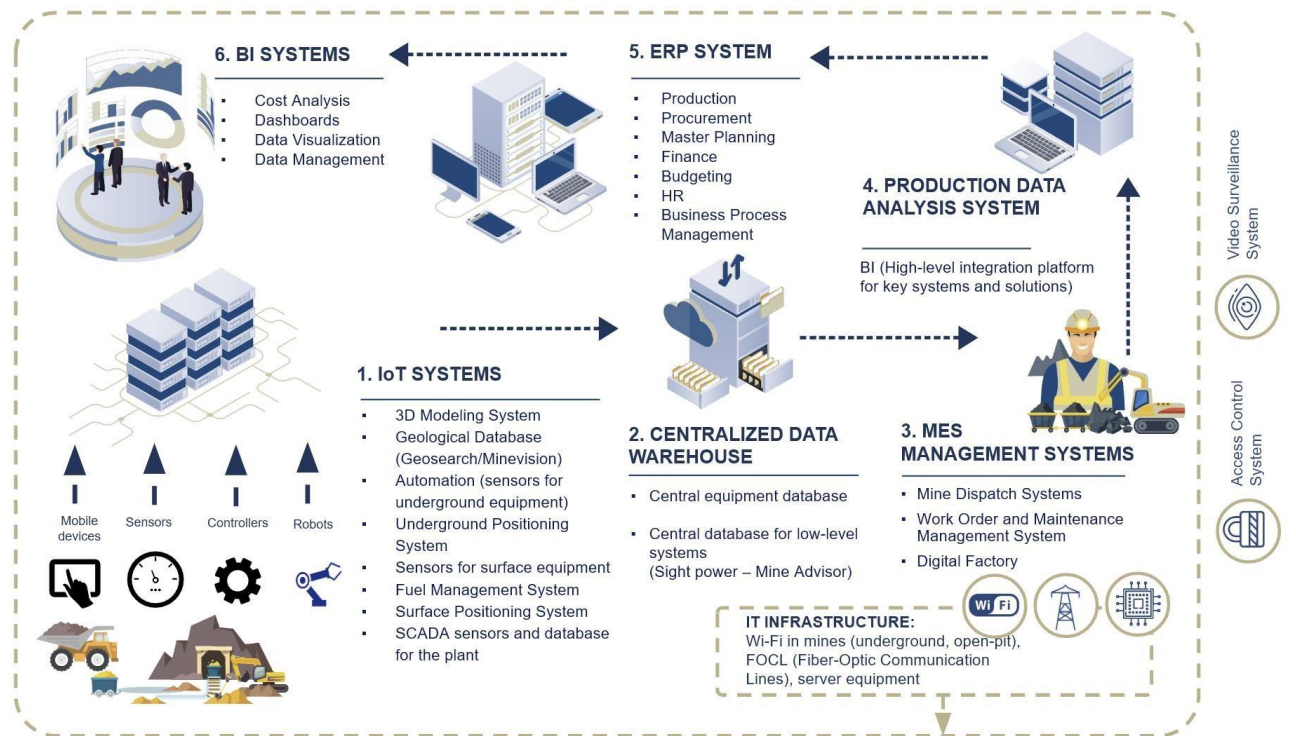 6. BI SYSTEMS
▪ Cost Analysis
▪ Dashboards
▪ Data Visualization
▪ Data Management
5. ERP SYSTEM
▪ Production
▪ Procurement
▪ Master Planning
▪ Finance
▪ Budgeting
▪ HR
▪ Business Process
Management
4. PRODUCTION DATA
ANALYSIS SYSTEM
BI (High-level integration platform
for key systems and solutions)
1. IoT SYSTEMS
▪ 3D Modeling System
▪ Geological Database
(Geosearch/Minevision)
▪ Automation (sensors for
underground equipment)
▪ Underground Positioning
System
▪ Sensors for surface equipment
▪ Fuel Management System
▪ Surface Positioning System
▪ SCADA sensors and database
for the plant
Mobile
devices
Sensors
Controllers
Robots
2. CENTRALIZED DATA
WAREHOUSE
▪ Central equipment database
▪ Central database for low-level
systems
(Sight power – Mine Advisor)
3. MES
MANAGEMENT SYSTEMS
▪ Mine Dispatch Systems
▪ Work Order and Maintenance
Management System
▪ Digital Factory
Wi Fi
IT INFRASTRUCTURE:
Wi-Fi in mines (underground, open-pit),
FOCL (Fiber-Optic Communication
Lines), server equipment
Video Surveillance
System
Access Control
System